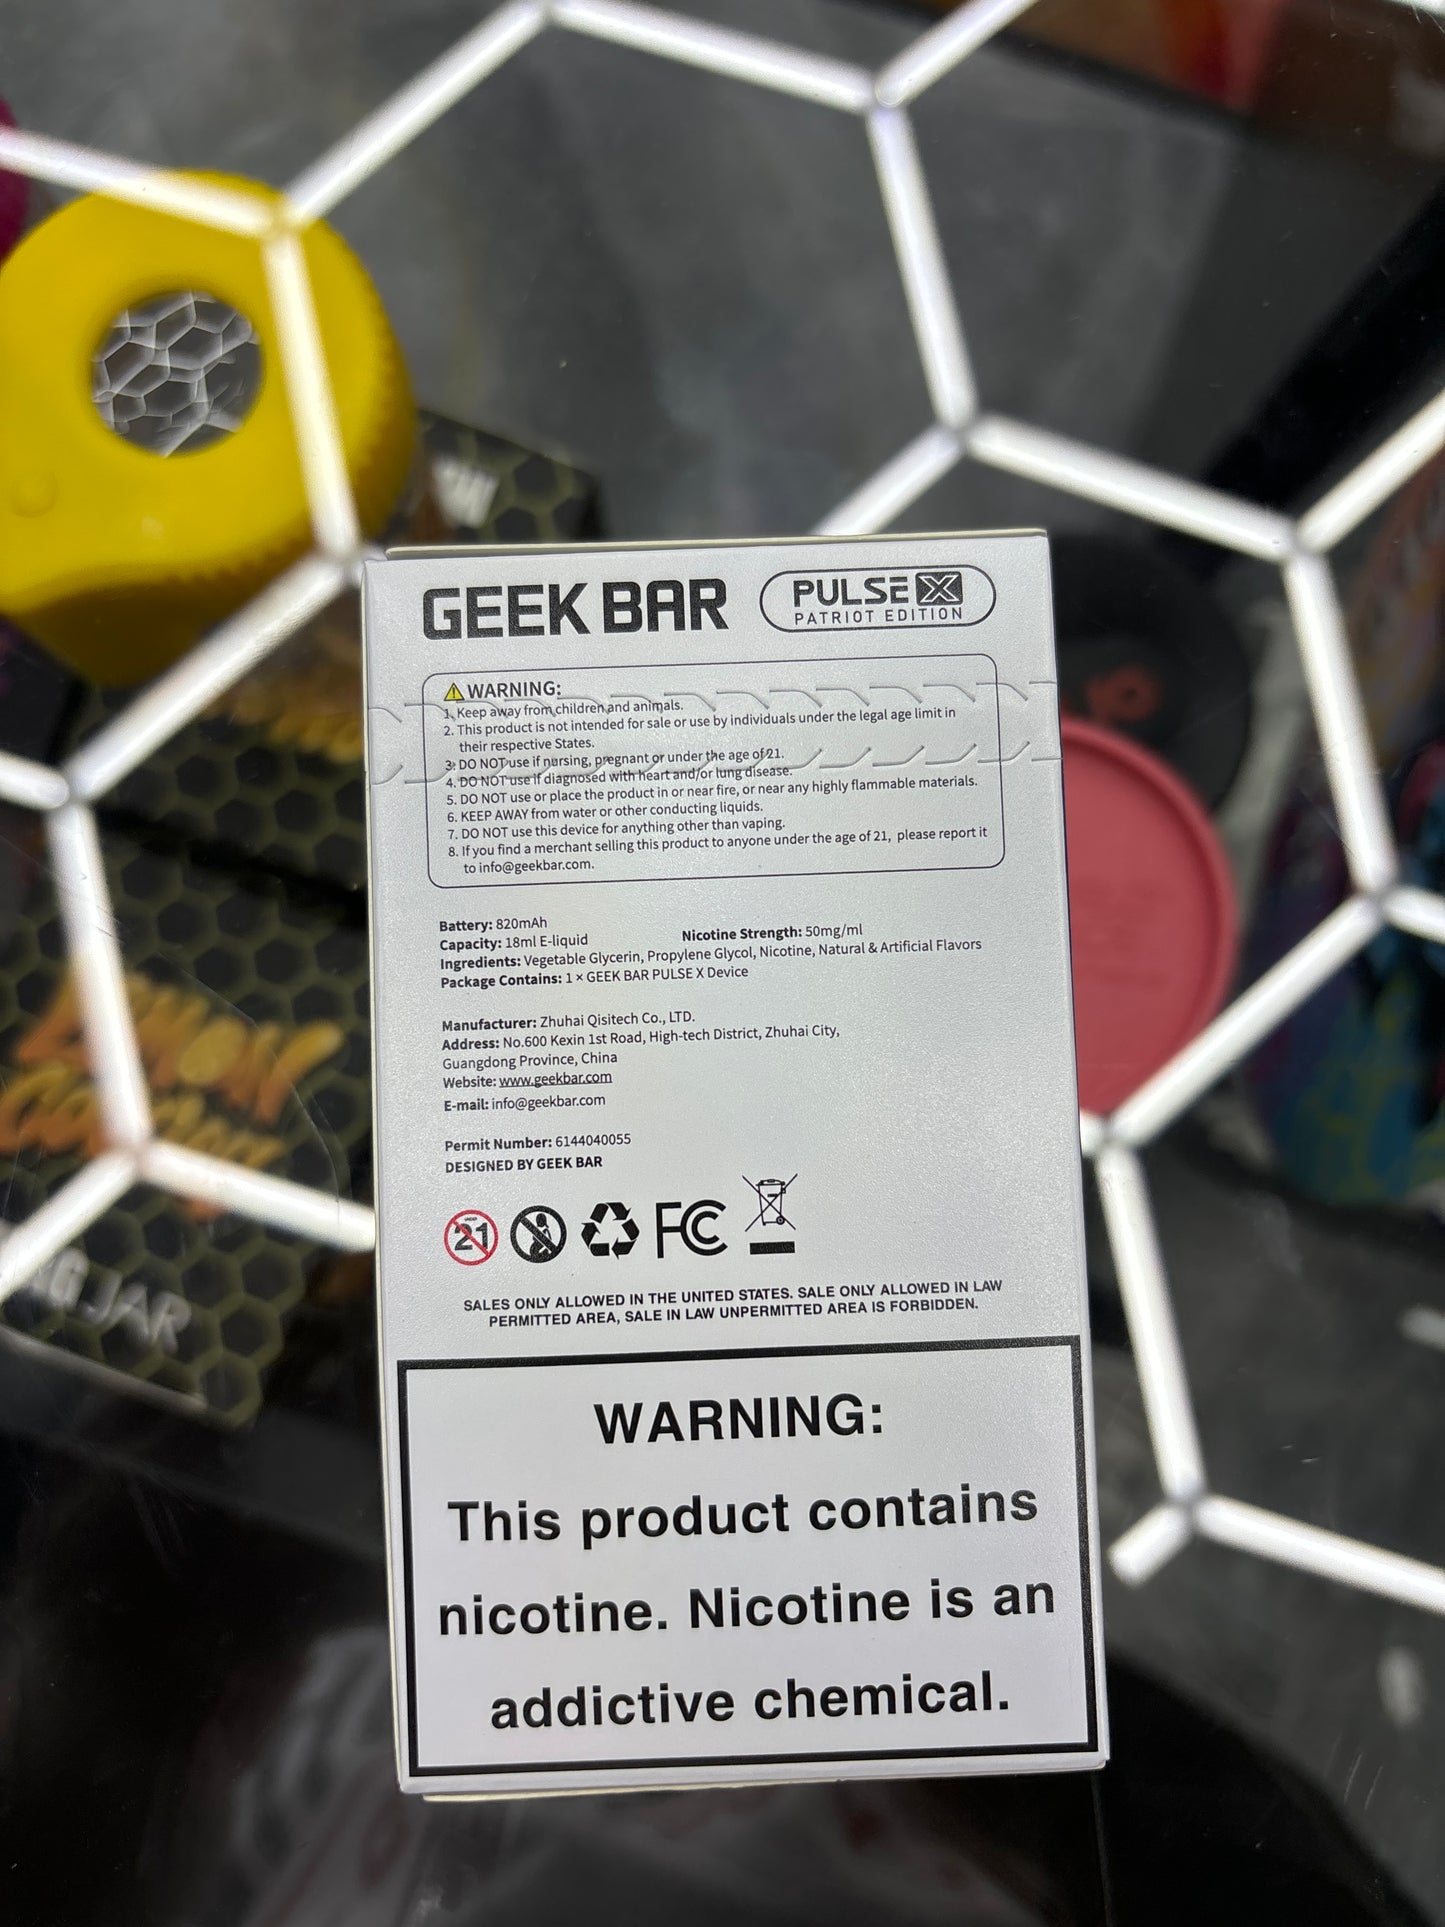 GEEK BAR
PULSE X
PATRIOT EDITION
WARNING:
1. Keep away from children and animals.
2. This product is not intended for sale or use by individuals under the legal age limit in
their respective States.
3. DO NOT use if nursing, pregnant or under the age of 21.
4. DO NOT use if diagnosed with heart and/or lung disease.
5. DO NOT use or place the product in or near fire, or near any highly flammable materials.
6. KEEP AWAY from water or other conducting liquids.
7. DO NOT use this device for anything other than vaping.
8. If you find a merchant selling this product to anyone under the age of 21, please report it
to info@geekbar.com.
Battery: 820mAh
Capacity: 18ml E-liquid Nicotine Strength: 50mg/ml
Ingredients: Vegetable Glycerin, Propylene Glycol, Nicotine, Natural & Artificial Flavors
Package Contains: 1 × GEEK BAR PULSE X Device
Manufacturer: Zhuhai Qisitech Co., LTD.
Address: No.600 Kexin 1st Road, High-tech District, Zhuhai City,
Guangdong Province, China
Website: www.geekbar.com
E-mail: info@geekbar.com
Permit Number: 6144040055
DESIGNED BY GEEK BAR
21
FC
SALES ONLY ALLOWED IN THE UNITED STATES. SALE ONLY ALLOWED IN LAW
PERMITTED AREA, SALE IN LAW UNPERMITTED AREA IS FORBIDDEN.
WARNING:
This product contains
nicotine. Nicotine is an
addictive chemical.
JAR